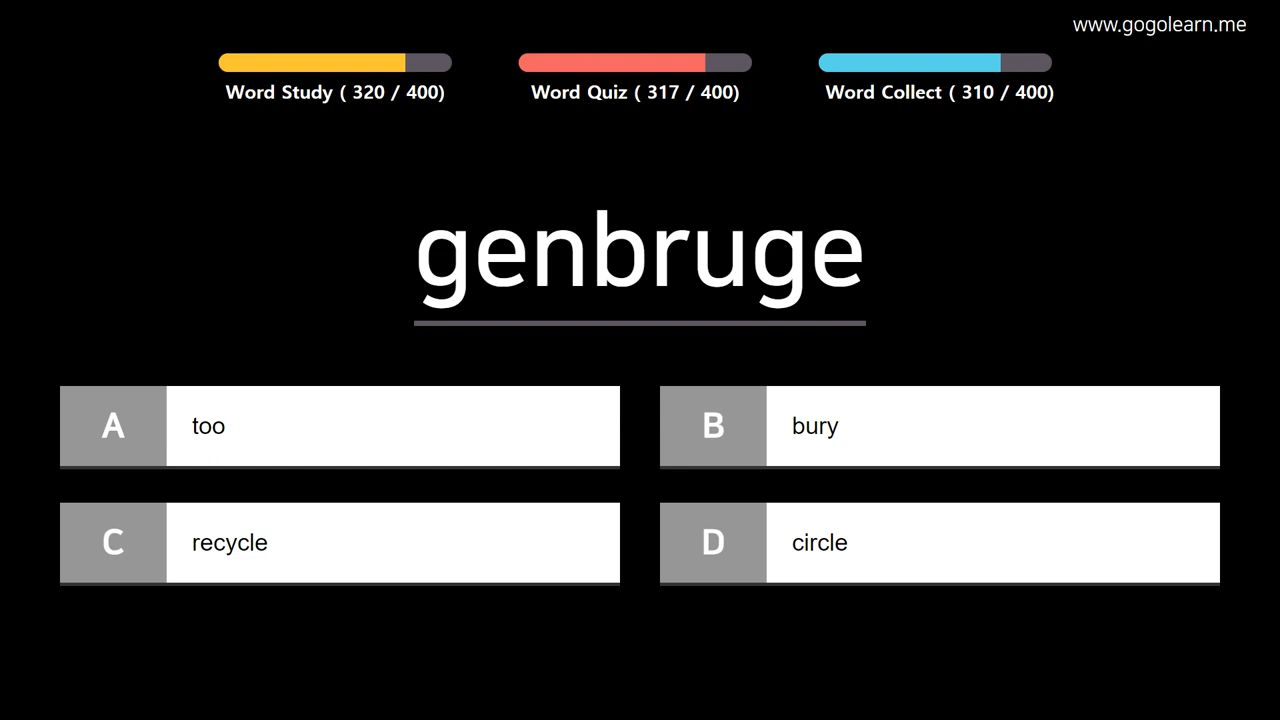 www.gogolearn.me
Word Study ( 320 / 400)
Word Quiz ( 317 / 400)
Word Collect ( 310 / 400)
genbruge
A too
B bury
C recycle
D circle